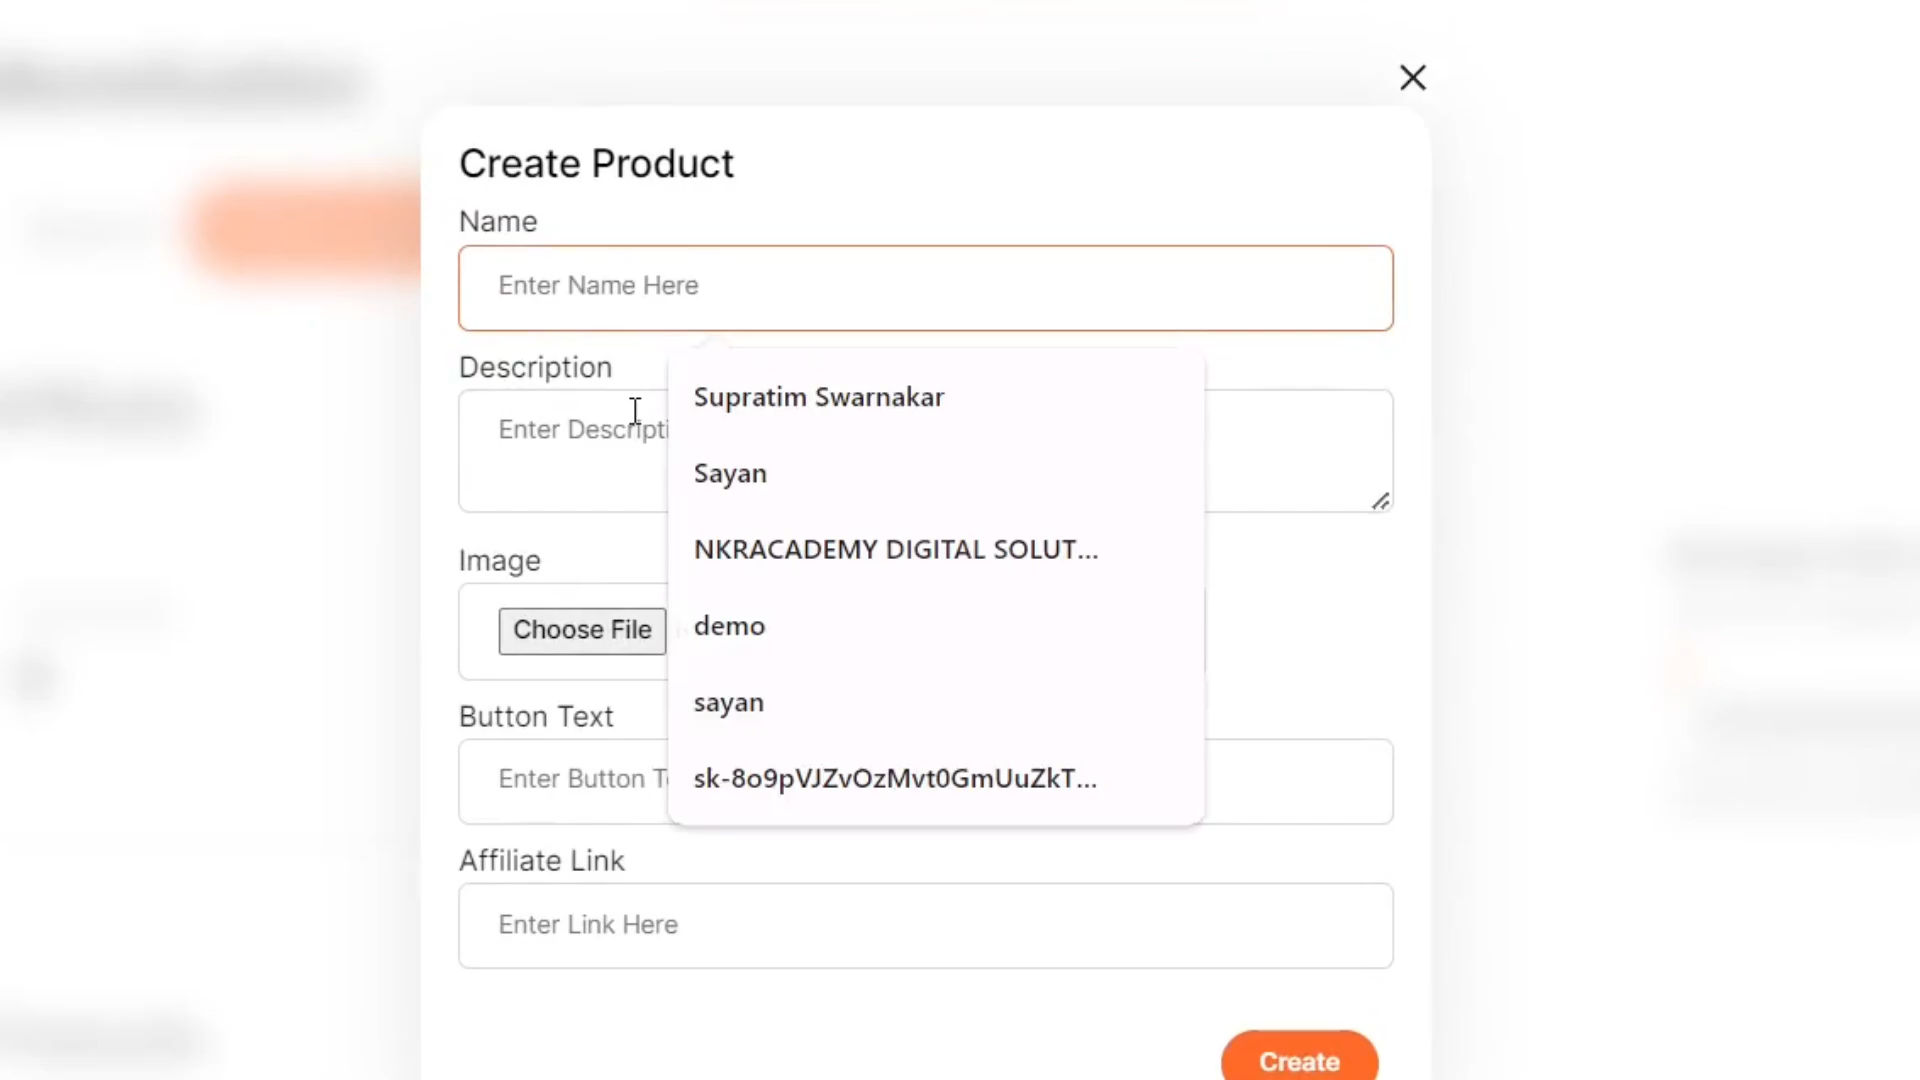 Create Product
Name
Enter Name Here
Description
Enter Descripti
Supratim Swarnakar
Sayan
NKRACADEMY DIGITAL SOLUT...
demo
sayan
sk-8o9pVJZvOzMvt0GmUuZkT...
Image
Choose File
Button Text
Enter Button T
Affiliate Link
Enter Link Here
Create